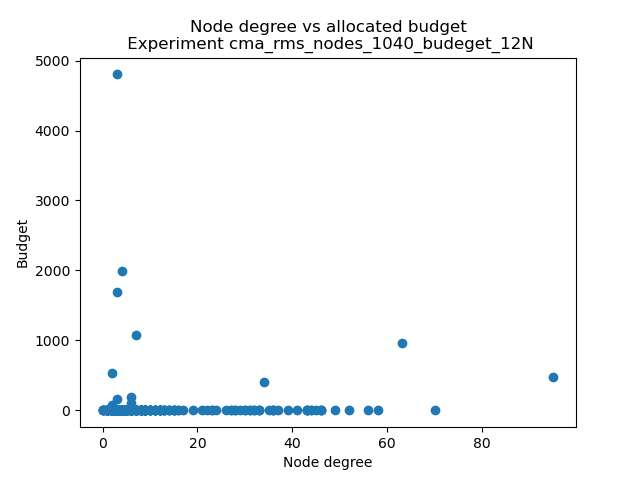 Node degree vs allocated budget
Experiment cma_rms_nodes_1040_budeget_12N
5000
4000
3000
2000
1000
0
Budget
0 20 40 60 80
Node degree